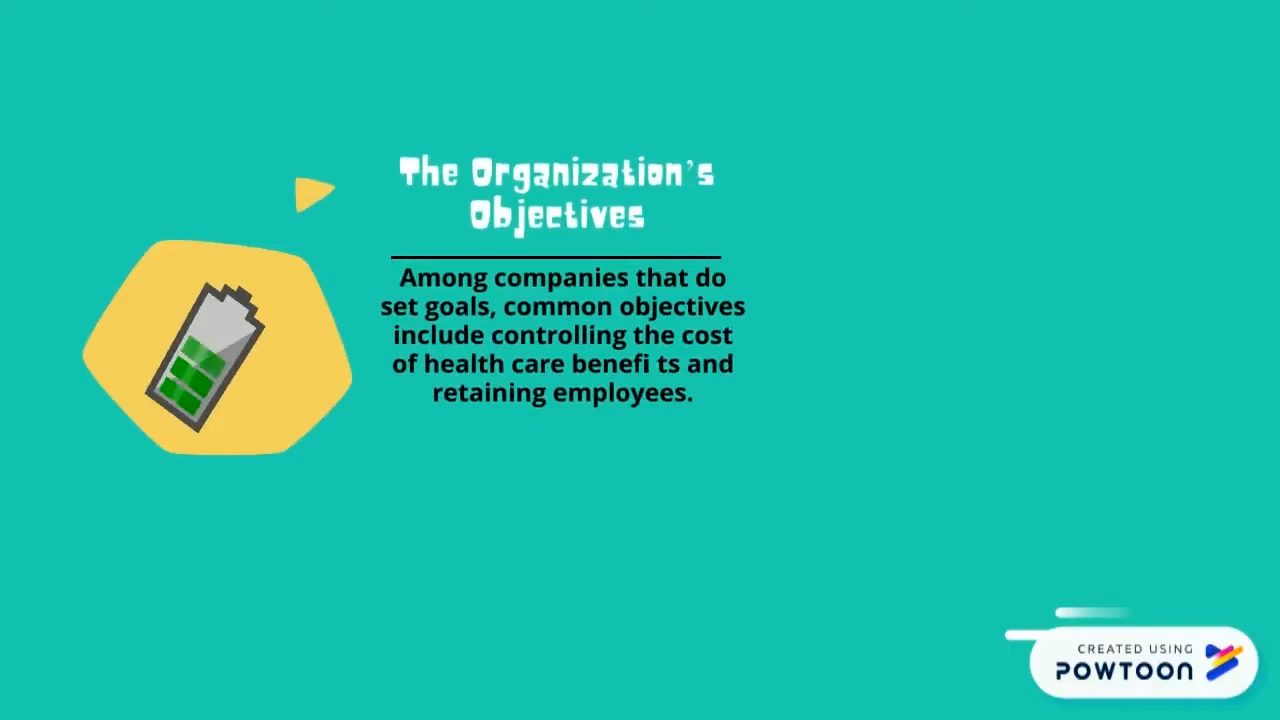 The Organization's
Objectives
Among companies that do
set goals, common objectives
include controlling the cost
of health care benefi ts and
retaining employees.
CREATED USING
POWTOON